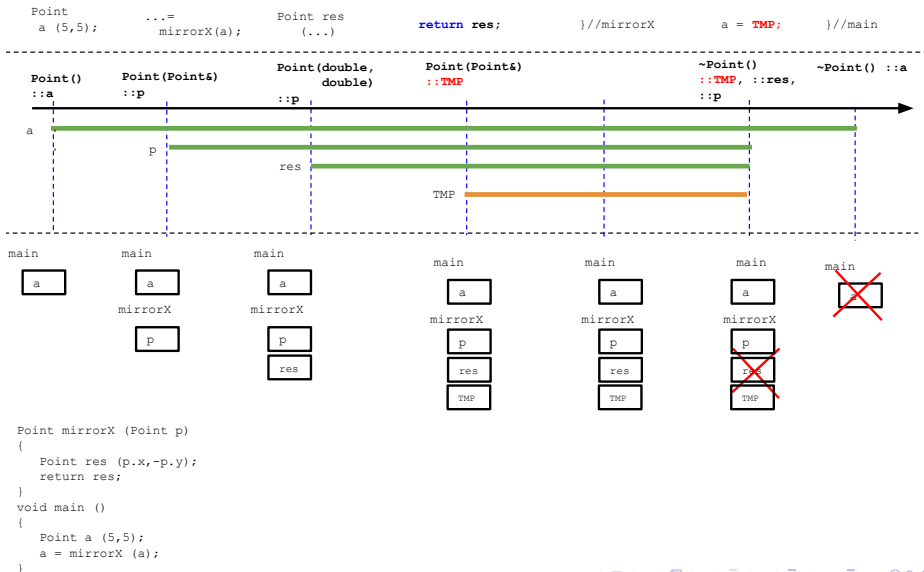 Point ...= Point res return res; }//mirrorX a = TMP; }//main
a (5,5); mirrorX(a); (...)
Point() Point(Point&) Point(double, Point(Point&) ~Point() ~Point() ::a
::a ::p double) ::TMP ::TMP, ::res,
::p ::p
a
p
res
TMP
main main main main main main main
a a a a a a a
mirrorX mirrorX mirrorX mirrorX mirrorX
p p p p p
res res res res
TMP TMP TMP
Point mirrorX (Point p)
{
Point res (p.x,-p.y);
return res;
}
void main ()
{
Point a (5,5);
a = mirrorX (a);
}